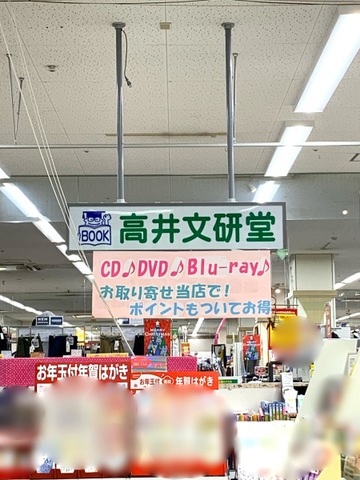 BOOK 高井文研堂
CD♪DVD♪Blu-ray♪
お取り寄せ当店で!
ポイントもついてお得
お年玉付年賀はがき
お年玉付 年賀はがき